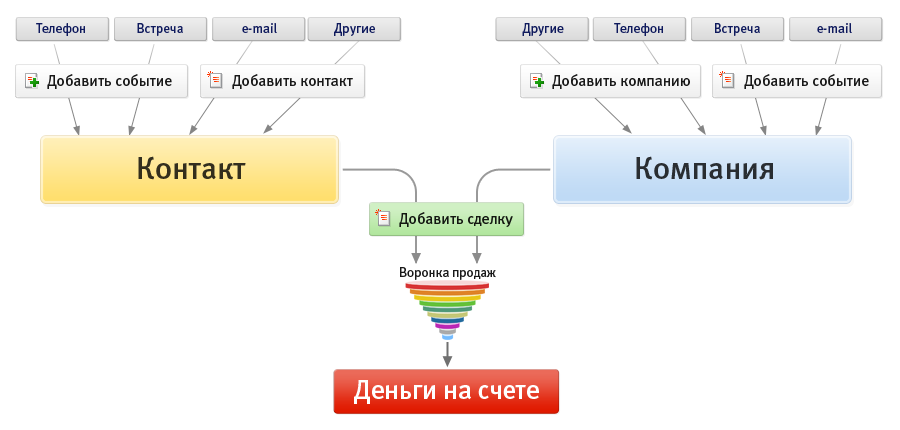 Телефон
Встреча
e-mail
Другие
Другие
Телефон
Встреча
e-mail
Добавить событие
Добавить контакт
Добавить компанию
Добавить событие
Контакт
Компания
Добавить сделку
Воронка продаж
Деньги на счете